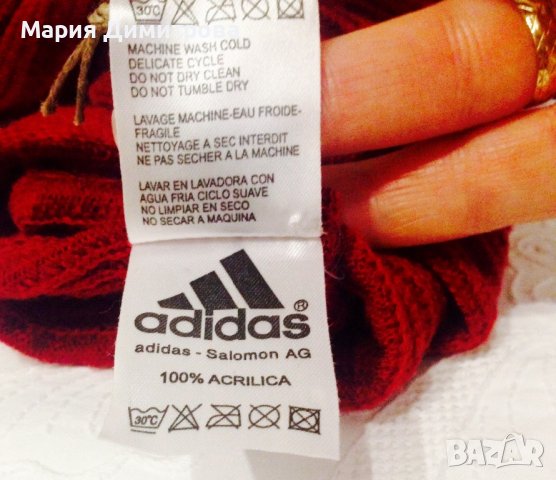 30°C
Мария Димитрова
MACHINE WASH COLD
DELICATE CYCLE
DO NOT DRY CLEAN
DO NOT TUMBLE DRY
LAVAGE MACHINE-EAU FROIDE-
FRAGILE
NETTOYAGE A SEC INTERDIT
NE PAS SECHER A LA MACHINE
LAVAR EN LAVADORA CON
AGUA FRIA CICLO SUAVE
NO LIMPIAR EN SECO
NO SECAR A MAQUINA
adidas®
adidas - Salomon AG
100% ACRILICA
30°C
BAZAR